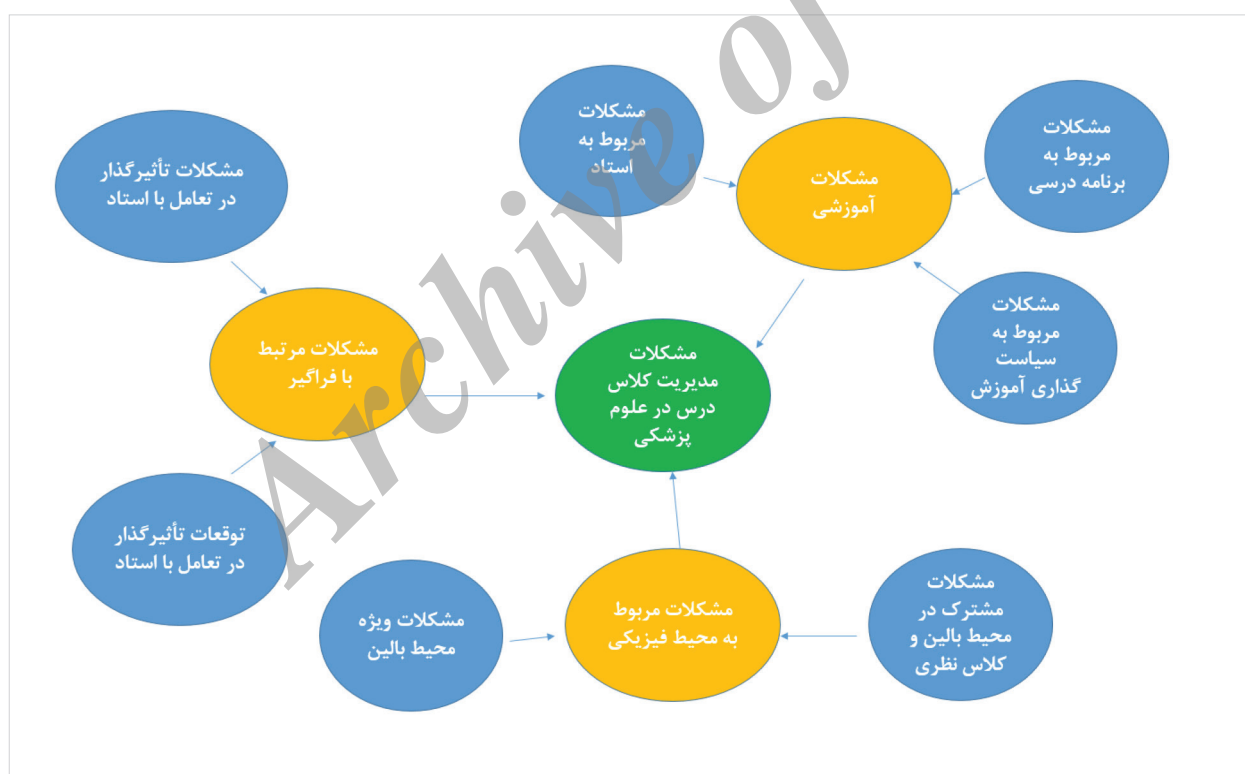 مشکلات
مربوط به
استاد
مشکلات
مربوط به
برنامه درسی
مشکلات
آموزشی
مشکلات تأثیرگذار
در تعامل با استاد
مشکلات
مربوط به
سیاست
گذاری آموزش
مشکلات مرتبط
با فراگیر
مشکلات
مدیریت کلاس
درس در علوم
پزشکی
توقعات تأثیرگذار
در تعامل با استاد
مشکلات ویژه
محیط بالین
مشکلات مربوط
به محیط فیزیکی
مشکلات
مشترک در
محیط بالین و
کلاس نظری
Archive of